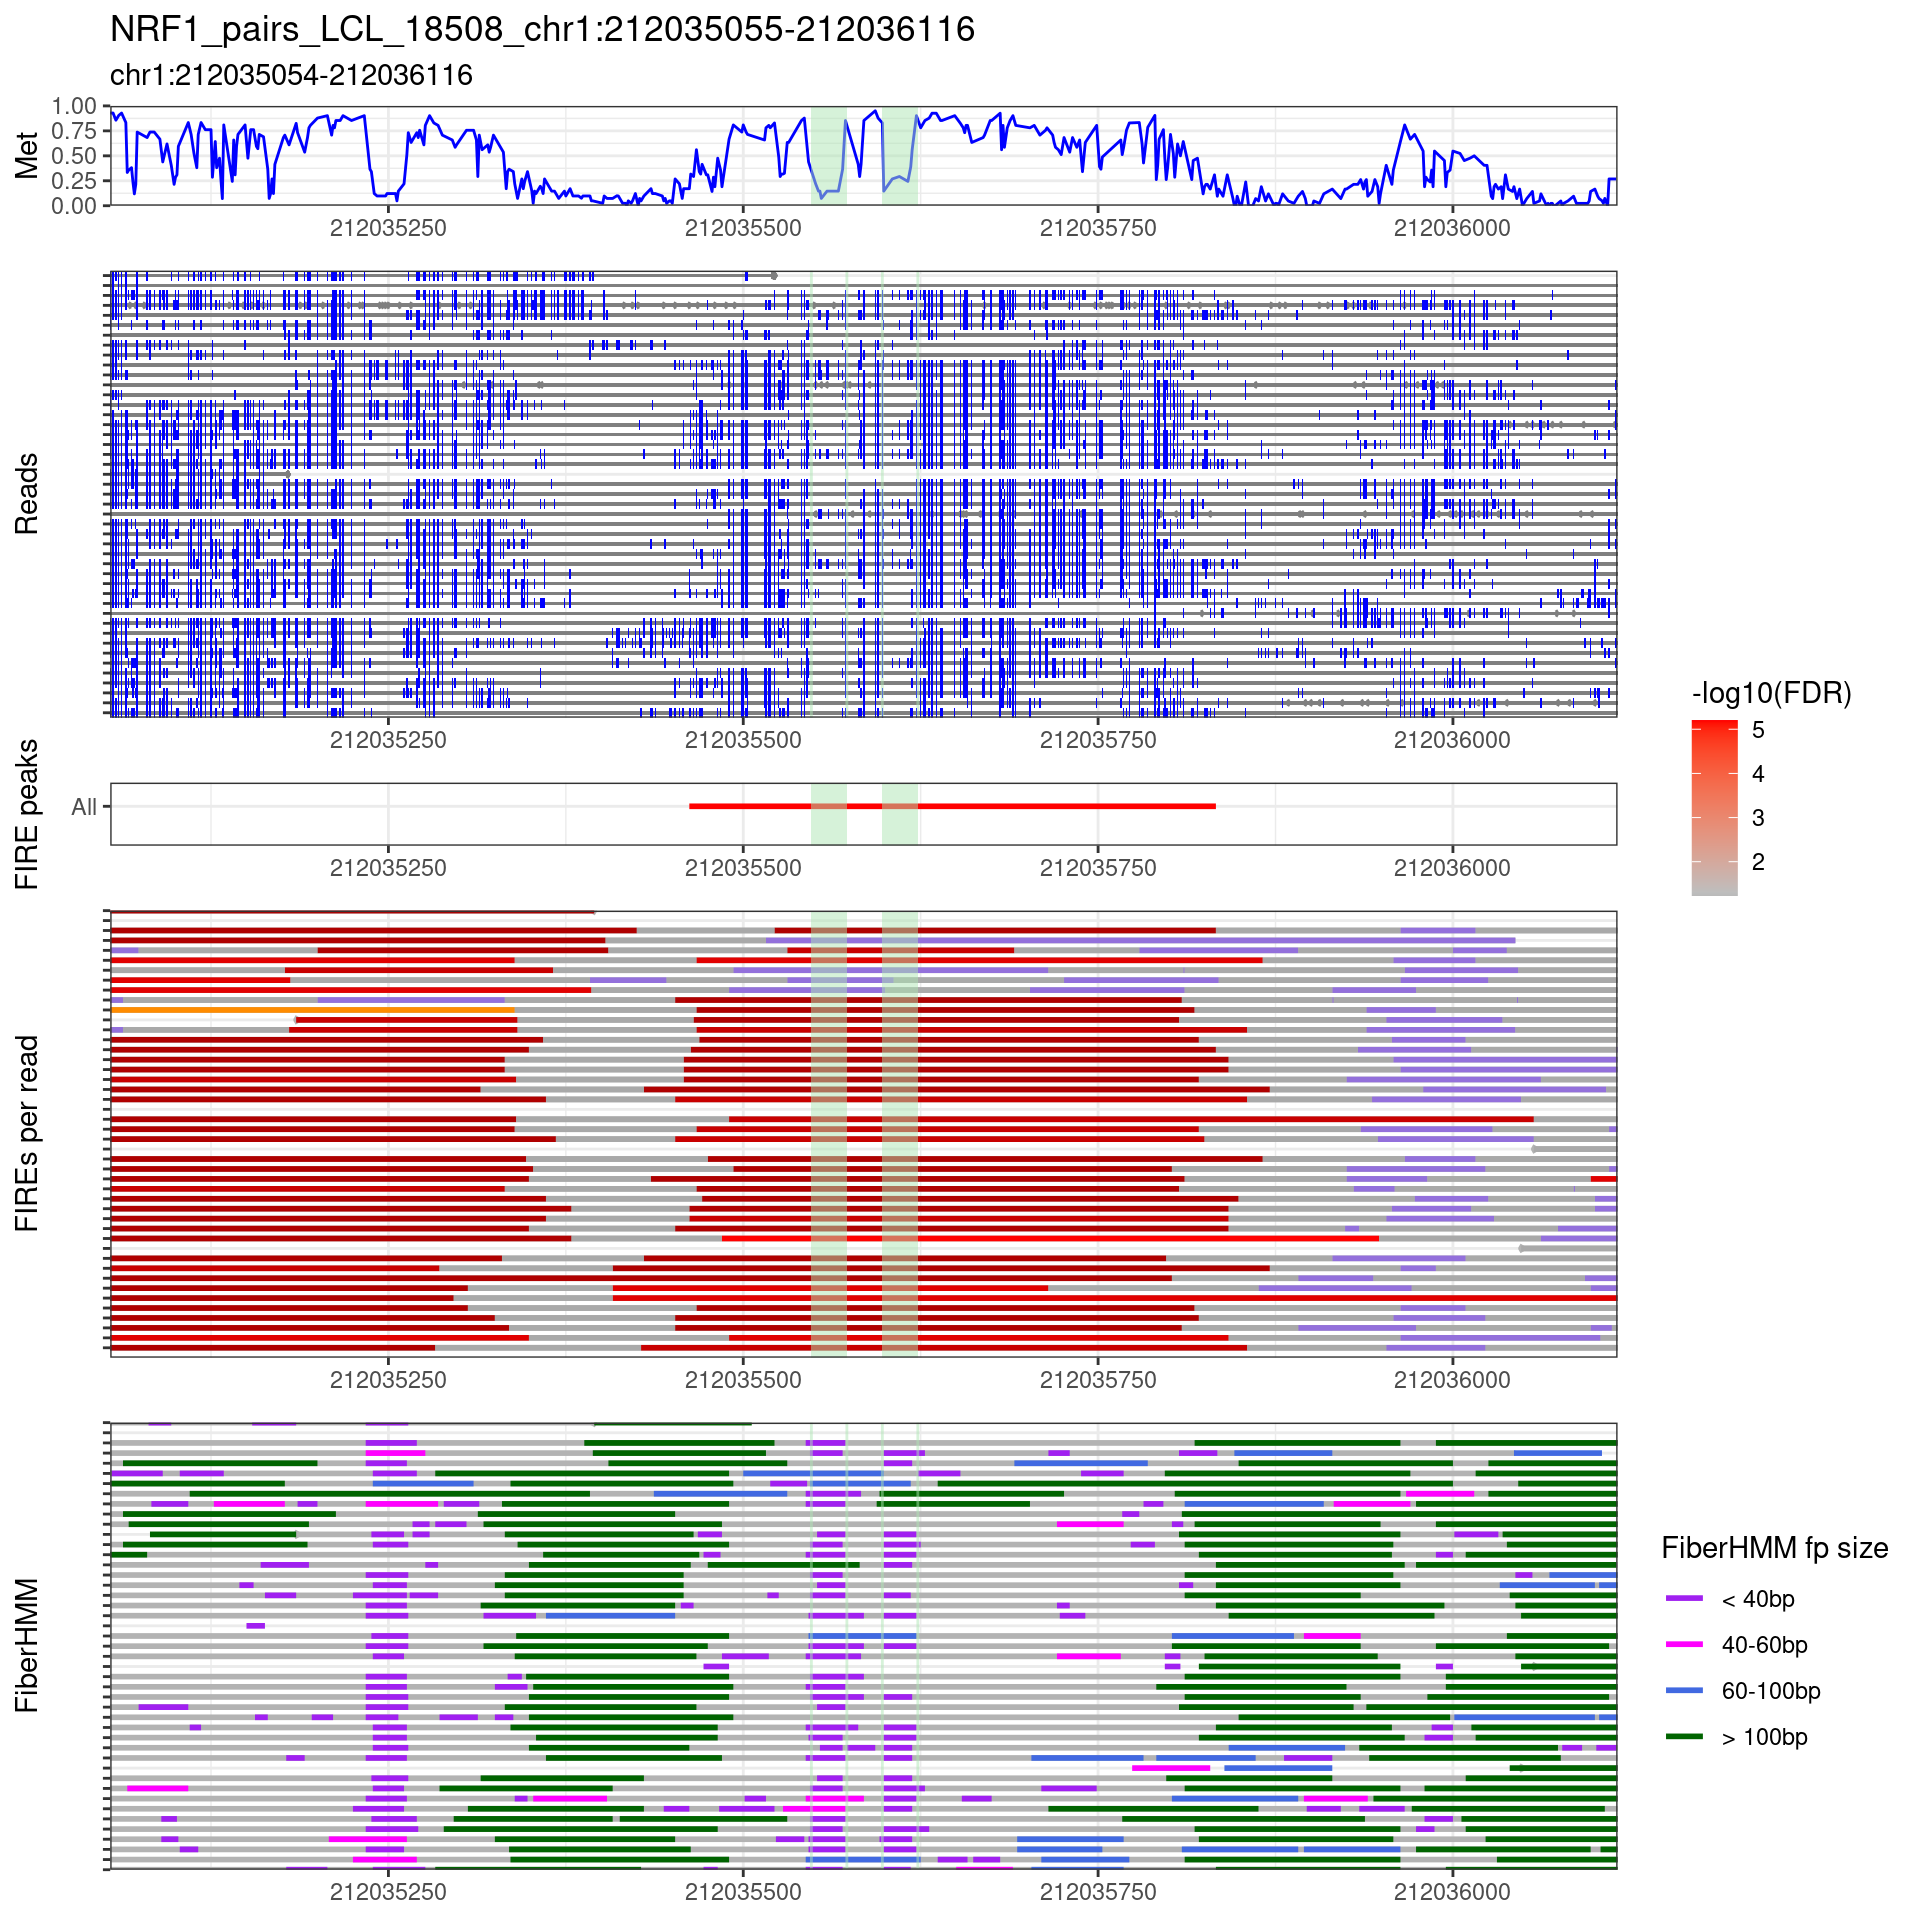 NRF1_pairs_LCL_18508_chr1:212035055-212036116
chr1:212035054-212036116
Met
1.00
0.75
0.50
0.25
0.00
212035250 212035500 212035750 212036000
Reads
212035250 212035500 212035750 212036000
FIRE peaks
All
212035250 212035500 212035750 212036000
-log10(FDR)
5
4
3
2
FIREs per read
212035250 212035500 212035750 212036000
FiberHMM
212035250 212035500 212035750 212036000
FiberHMM fp size
< 40bp
40-60bp
60-100bp
> 100bp